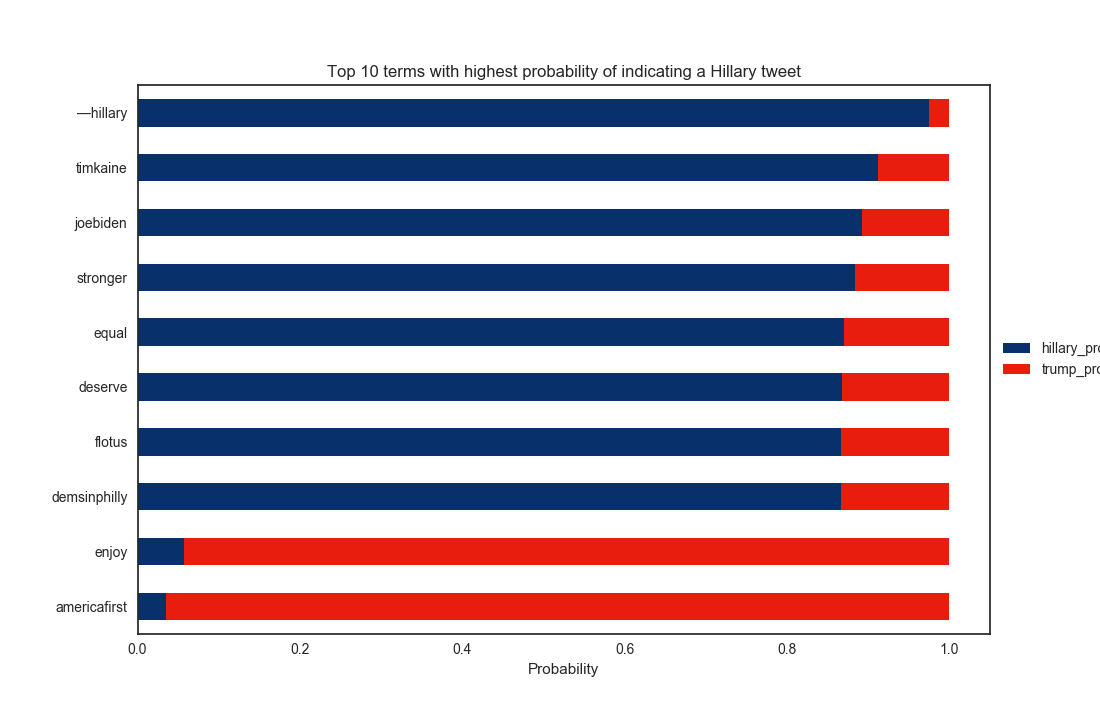 Top 10 terms with highest probability of indicating a Hillary tweet
—hillary
timkaine
joebiden
stronger
equal
deserve
flotus
demsinphilly
enjoy
americafirst
0.0 0.2 0.4 0.6 0.8 1.0
Probability
hillary_pro
trump_pro